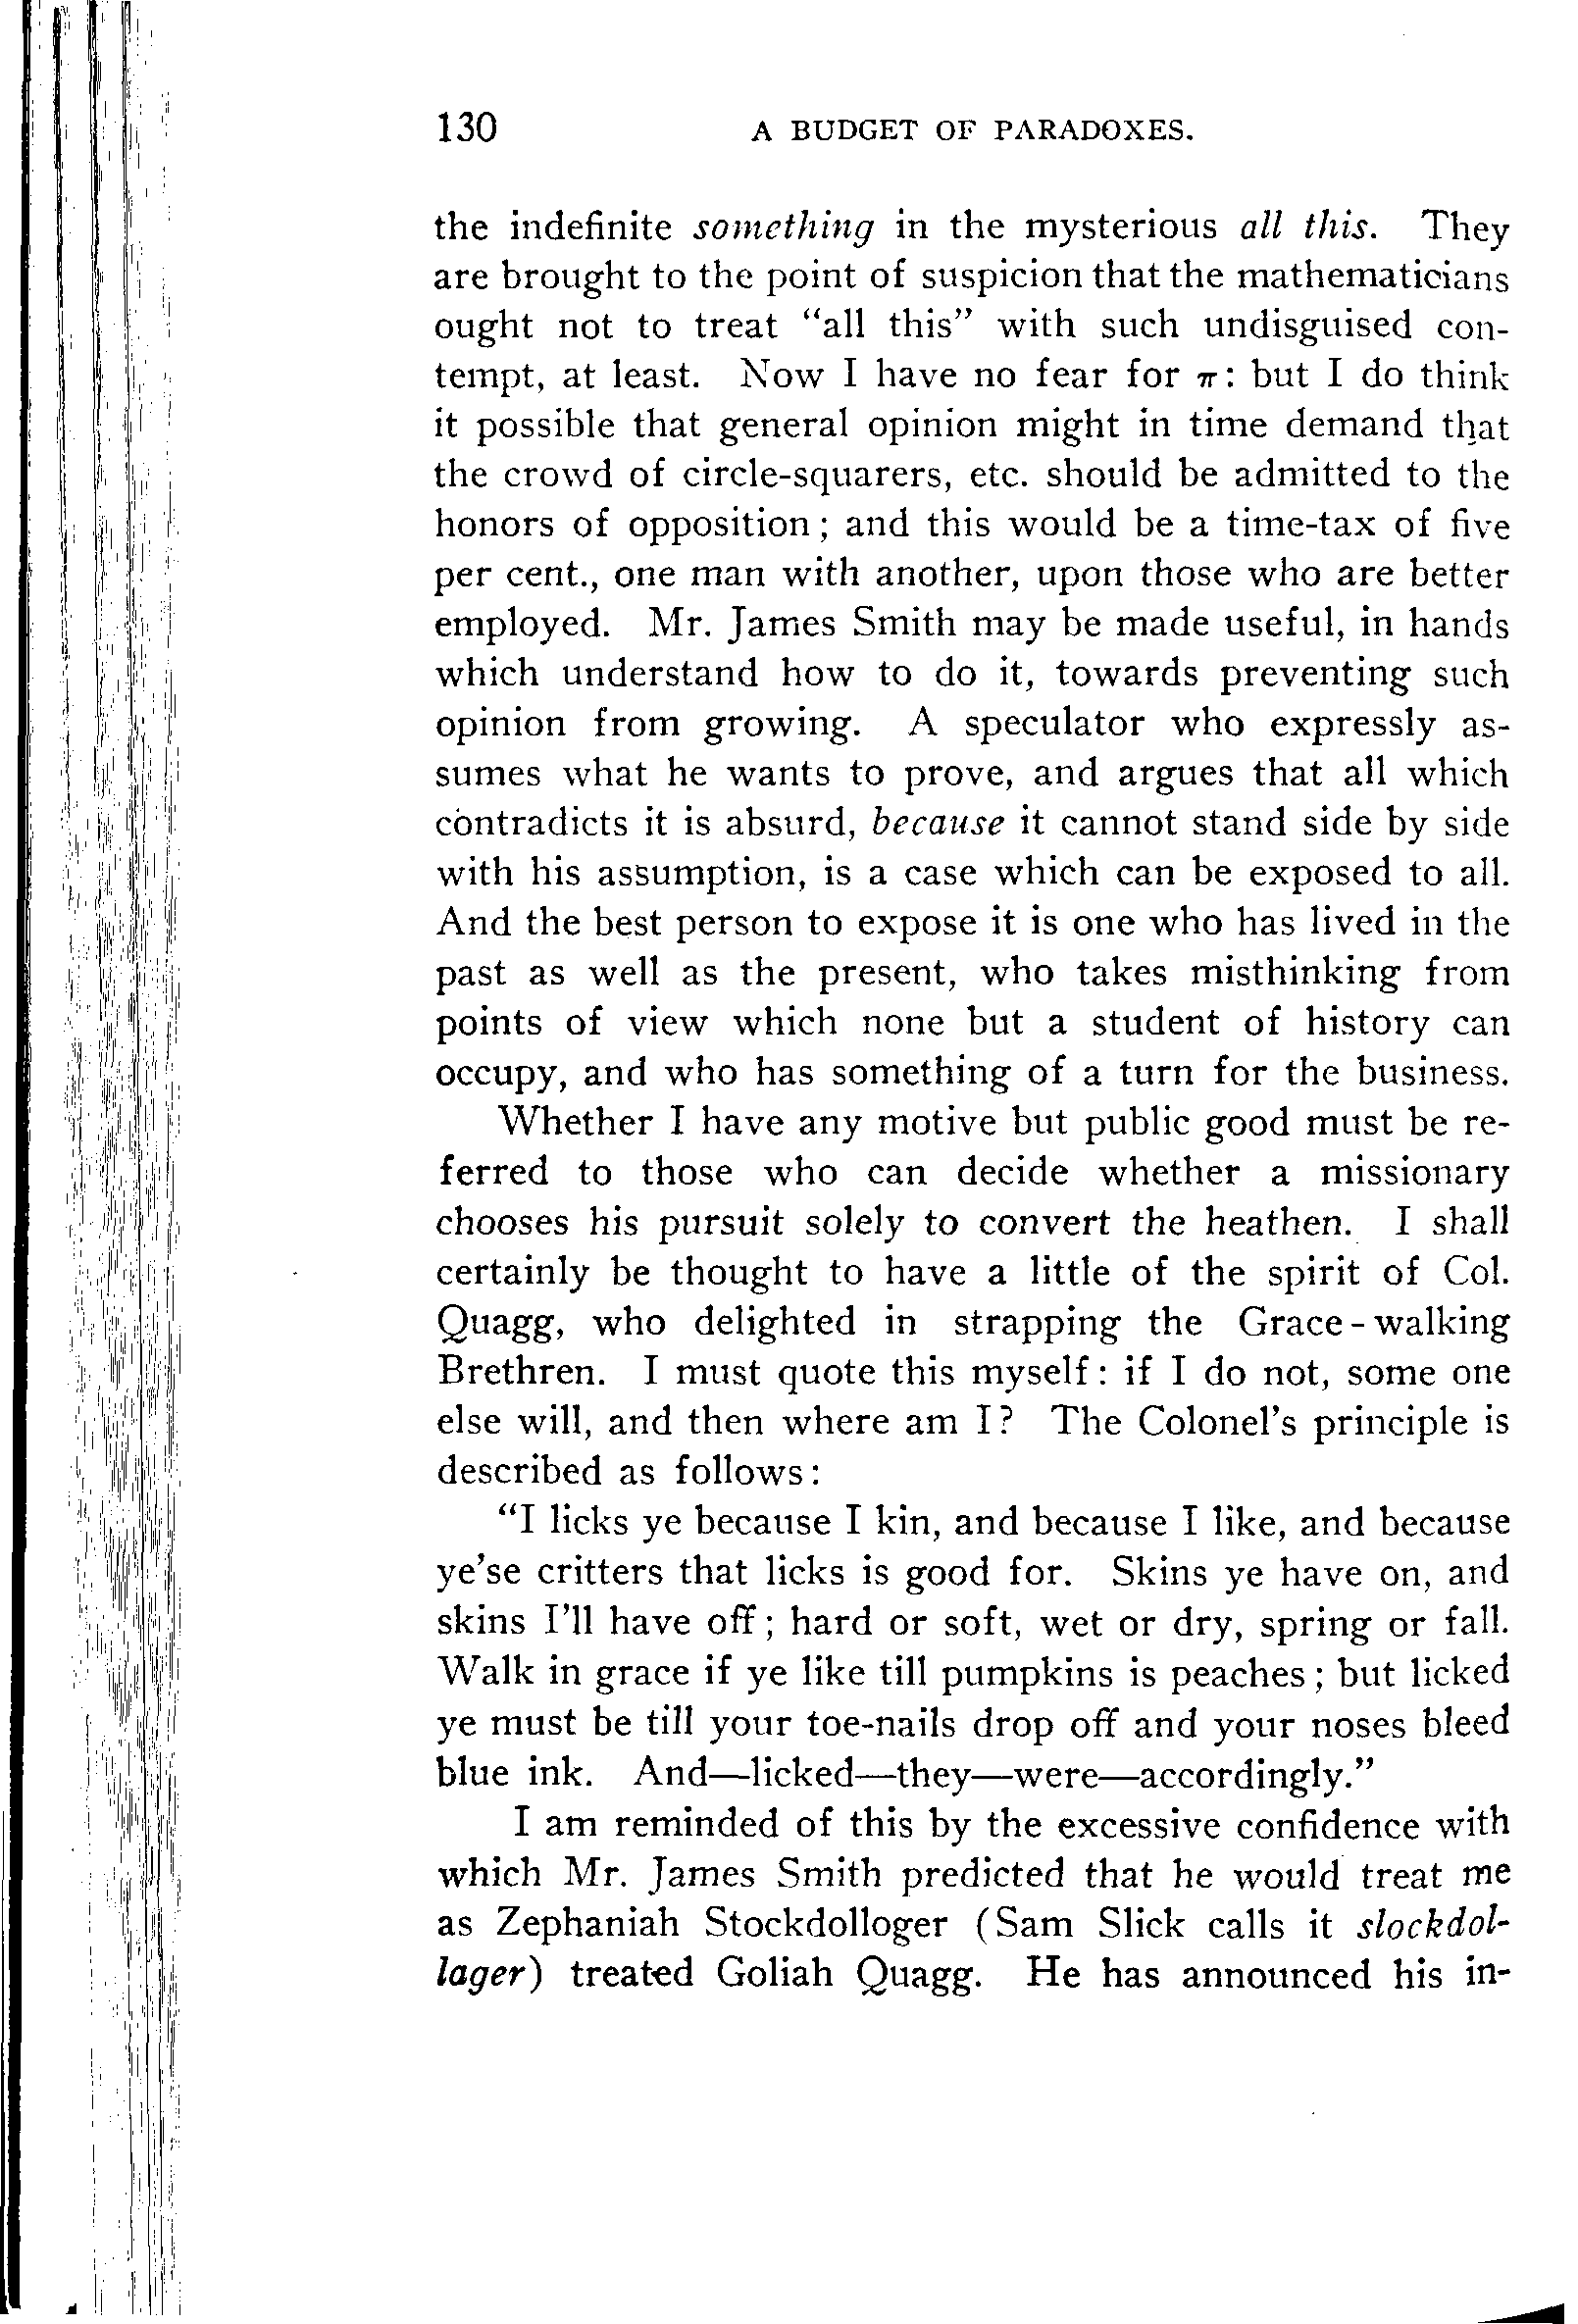 130 A BUDGET OF PARADOXES.
the indefinite something in the mysterious all this. They
are brought to the point of suspicion that the mathematicians
ought not to treat “all this” with such undisguised con-
tempt, at least. Now I have no fear for π: but I do think
it possible that general opinion might in time demand that
the crowd of circle-squarers, etc. should be admitted to the
honors of opposition; and this would be a time-tax of five
per cent., one man with another, upon those who are better
employed. Mr. James Smith may be made useful, in hands
which understand how to do it, towards preventing such
opinion from growing. A speculator who expressly as-
sumes what he wants to prove, and argues that all which
contradicts it is absurd, because it cannot stand side by side
with his assumption, is a case which can be exposed to all.
And the best person to expose it is one who has lived in the
past as well as the present, who takes misthinking from
points of view which none but a student of history can
occupy, and who has something of a turn for the business.
Whether I have any motive but public good must be re-
ferred to those who can decide whether a missionary
chooses his pursuit solely to convert the heathen. I shall
certainly be thought to have a little of the spirit of Col.
Quagg, who delighted in strapping the Grace-walking
Brethren. I must quote this myself: if I do not, some one
else will, and then where am I? The Colonel’s principle is
described as follows:
“I licks ye because I kin, and because I like, and because
ye’se critters that licks is good for. Skins ye have on, and
skins I’ll have off; hard or soft, wet or dry, spring or fall.
Walk in grace if ye like till pumpkins is peaches; but licked
ye must be till your toe-nails drop off and your noses bleed
blue ink. And—licked—they—were—accordingly.”
I am reminded of this by the excessive confidence with
which Mr. James Smith predicted that he would treat me
as Zephaniah Stockdolloger (Sam Slick calls it slockdol-
lager) treated Goliah Quagg. He has announced his in-